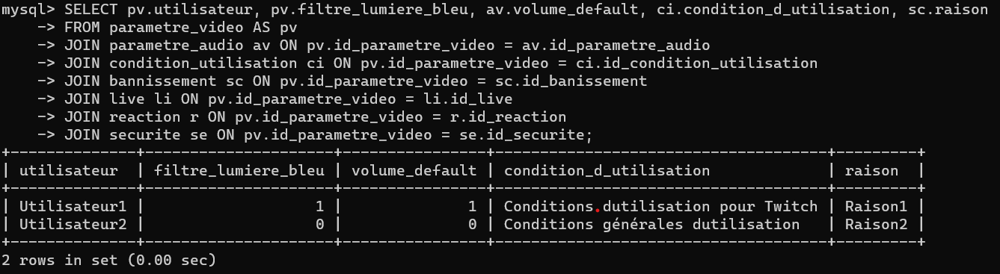 mysql> SELECT pv.utilisateur, pv.filtre_lumiere_bleu, av.volume_default, ci.condition_d_utilisation, sc.raison
    -> FROM parametre_video AS pv
    -> JOIN parametre_audio av ON pv.id_parametre_video = av.id_parametre_audio
    -> JOIN condition_utilisation ci ON pv.id_parametre_video = ci.id_condition_utilisation
    -> JOIN bannissement sc ON pv.id_parametre_video = sc.id_banissement
    -> JOIN live li ON pv.id_parametre_video = li.id_live
    -> JOIN reaction r ON pv.id_parametre_video = r.id_reaction
    -> JOIN securite se ON pv.id_parametre_video = se.id_securite;
+--------------+---------------------+----------------+--------------------------------------+---------+
| utilisateur  | filtre_lumiere_bleu | volume_default | condition_d_utilisation              | raison  |
+--------------+---------------------+----------------+--------------------------------------+---------+
| Utilisateur1 |                   1 |              1 | Conditions dutilisation pour Twitch | Raison1 |
| Utilisateur2 |                   0 |              0 | Conditions générales dutilisation   | Raison2 |
+--------------+---------------------+----------------+--------------------------------------+---------+
2 rows in set (0.00 sec)